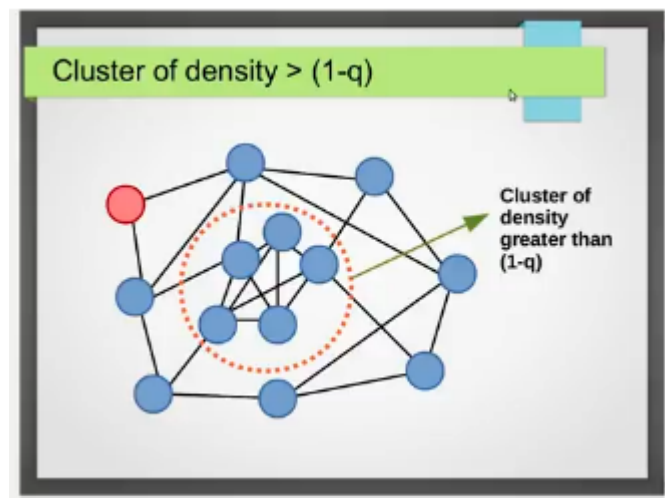 Cluster of density > (1-q)
Cluster of
density
greater than
(1-q)